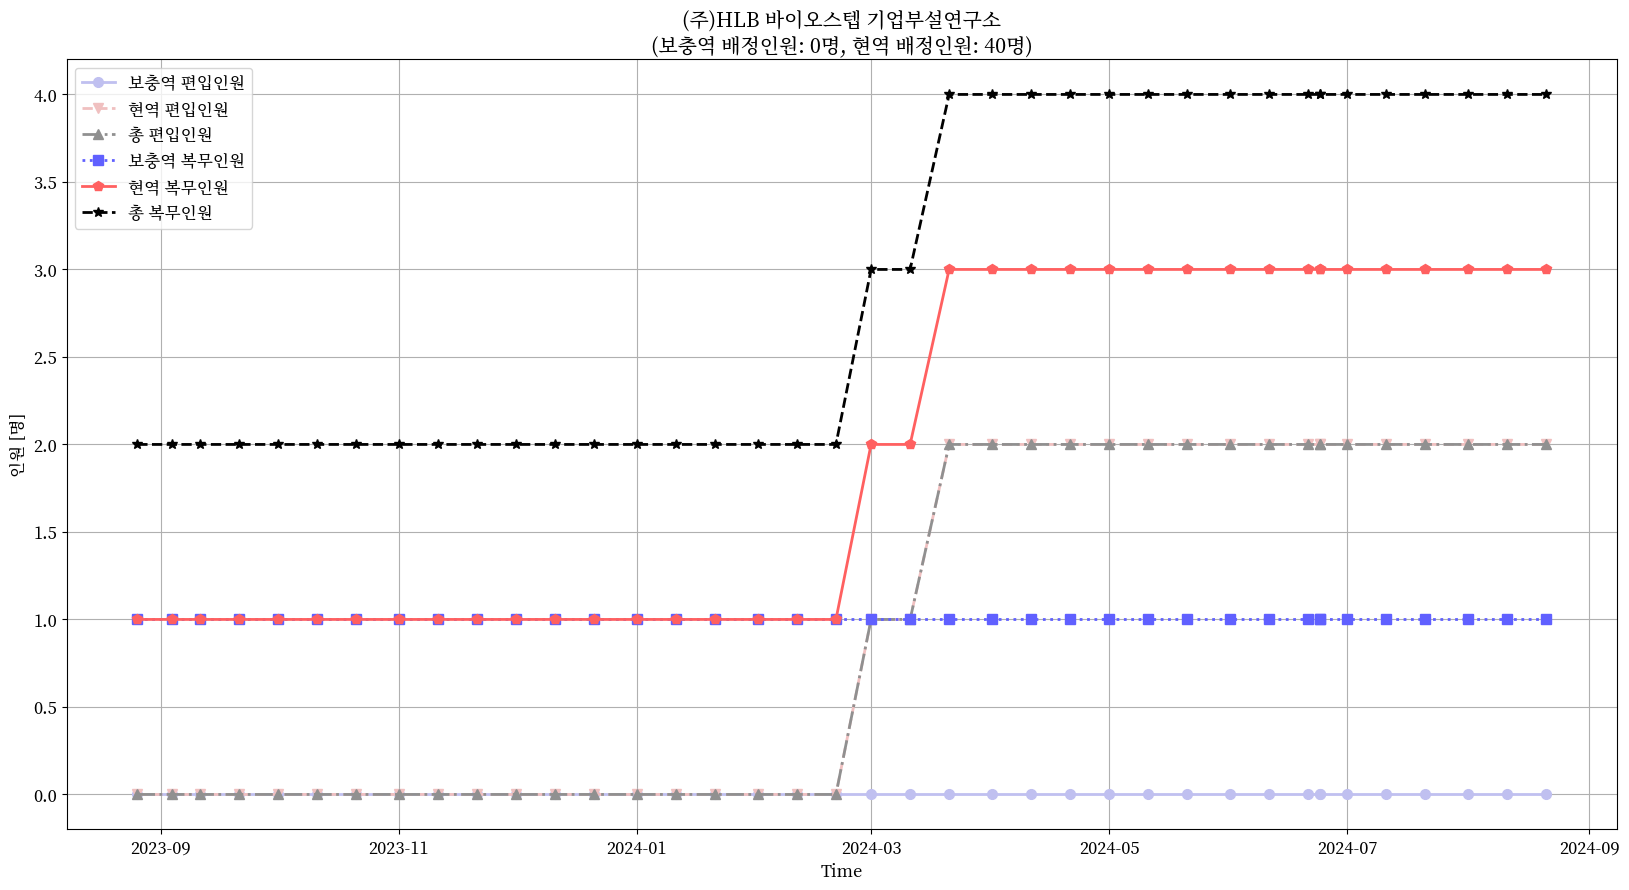 (주)HLB 바이오스텝 기업부설연구소
(보충역 배정인원: 0명, 현역 배정인원: 40명)
보충역 편입인원
현역 편입인원
총 편입인원
보충역 복무인원
현역 복무인원
총 복무인원
인원 [명]
4.0
3.5
3.0
2.5
2.0
1.5
1.0
0.5
0.0
2023-09
2023-11
2024-01
2024-03
2024-05
2024-07
2024-09
Time